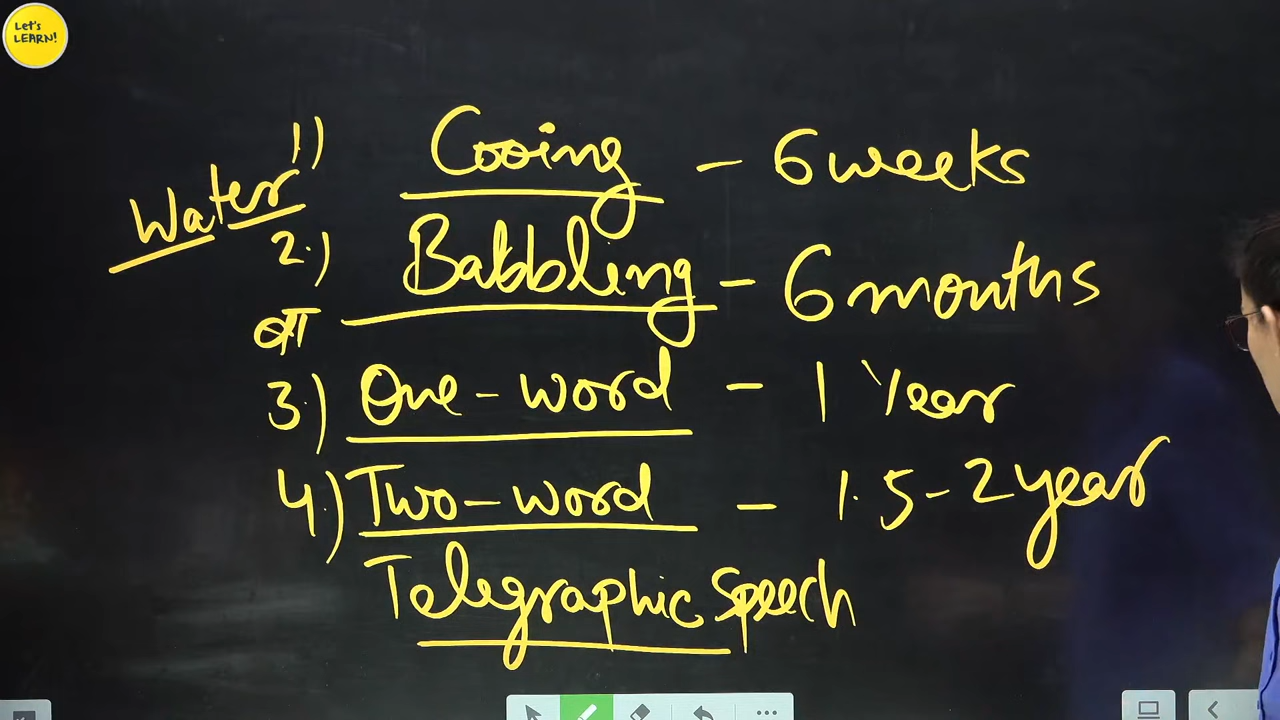 Let's
LEARN!
1) Cooing - 6 weeks
Water
2.) Babbling - 6 months
3.) One-word - 1 Year
4.) Two-word - 1.5-2 year
Telegraphic Speech